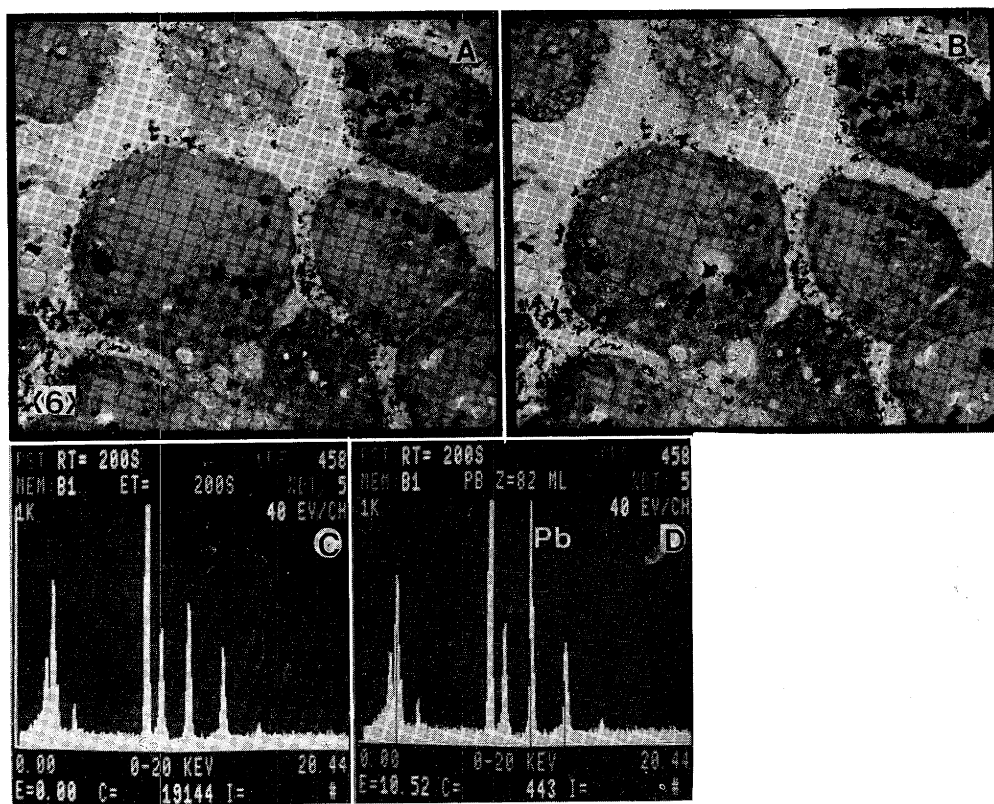 A
B
(6)
RT= 200S 458
MEM B1 ET= 200S 5
1K 40 EV/CH
C
0.00 0-20 KEV 20.44
E=0.00 C= 19144 I= #
RT= 200S 458
MEM B1 PB Z=82 ML 5
1K 40 EV/CH
Pb D
0.00 0-20 KEV 20.44
E=10.52 C= 443 I= #